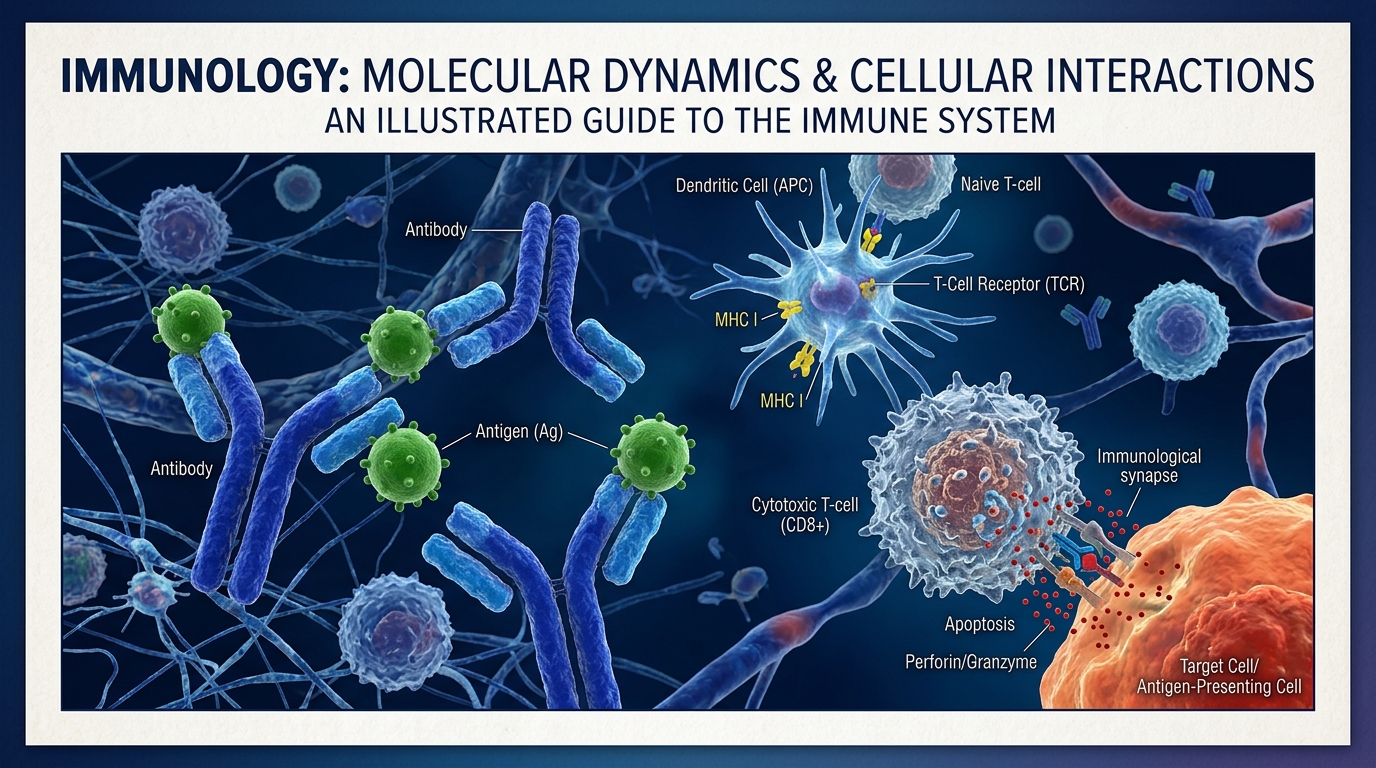 IMMUNOLOGY: MOLECULAR DYNAMICS & CELLULAR INTERACTIONS
AN ILLUSTRATED GUIDE TO THE IMMUNE SYSTEM
Dendritic Cell (APC)
Naive T-cell
Antibody
T-Cell Receptor (TCR)
MHC I
MHC I
Antigen (Ag)
Antibody
Immunological
synapse
Cytotoxic T-cell
(CD8+)
Apoptosis
Perforin/Granzyme
Target Cell/
Antigen-Presenting Cell